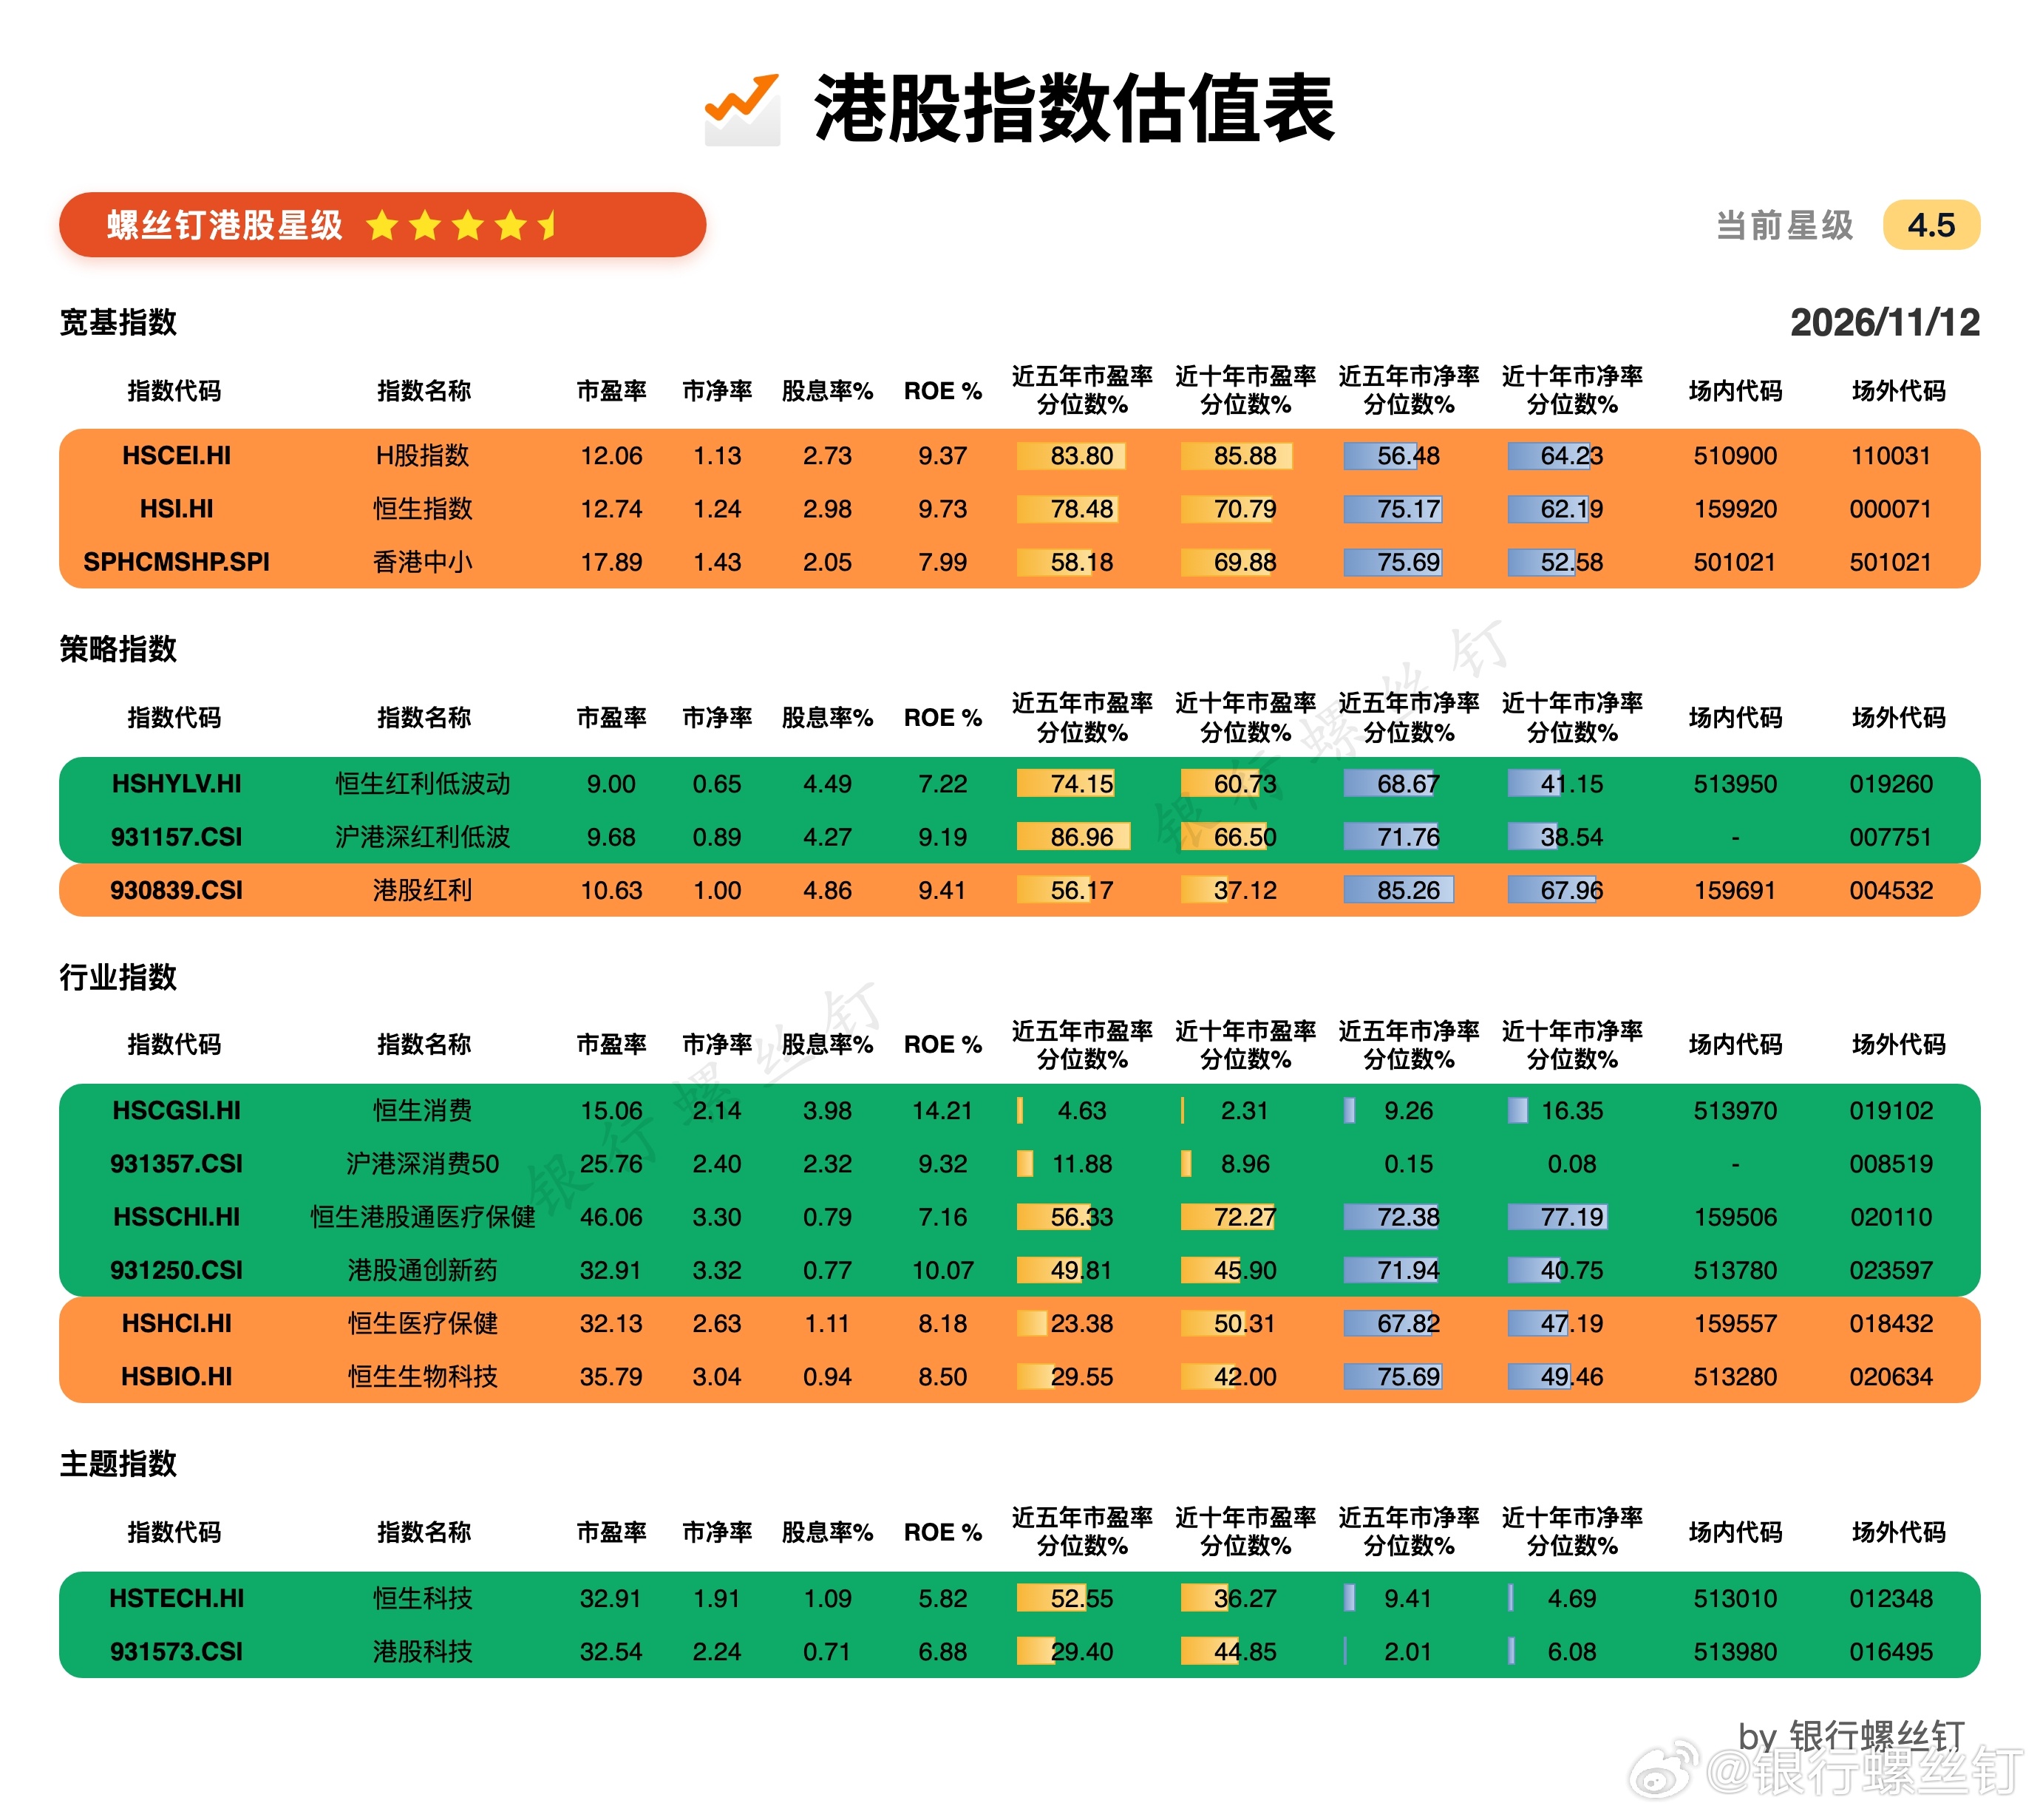 港股指数估值表
螺丝钉港股星级
当前星级 4.5
宽基指数 2026/11/12
指数代码 指数名称 市盈率 市净率 股息率% ROE % 近五年市盈率分位数% 近十年市盈率分位数% 近五年市净率分位数% 近十年市净率分位数% 场内代码 场外代码
HSCEI.HI H股指数 12.06 1.13 2.73 9.37 83.80 85.88 56.48 64.23 510900 110031
HSI.HI 恒生指数 12.74 1.24 2.98 9.73 78.48 70.79 75.17 62.19 159920 000071
SPHCMSHP.SPI 香港中小 17.89 1.43 2.05 7.99 58.18 69.88 75.69 52.58 501021 501021
策略指数
指数代码 指数名称 市盈率 市净率 股息率% ROE % 近五年市盈率分位数% 近十年市盈率分位数% 近五年市净率分位数% 近十年市净率分位数% 场内代码 场外代码
HSHYLV.HI 恒生红利低波动 9.00 0.65 4.49 7.22 74.15 60.73 68.67 41.15 513950 019260
931157.CSI 沪港深红利低波 9.68 0.89 4.27 9.19 86.96 66.50 71.76 38.54 - 007751
930839.CSI 港股红利 10.63 1.00 4.86 9.41 56.17 37.12 85.26 67.96 159691 004532
银行螺丝钉
行业指数
指数代码 指数名称 市盈率 市净率 股息率% ROE % 近五年市盈率分位数% 近十年市盈率分位数% 近五年市净率分位数% 近十年市净率分位数% 场内代码 场外代码
HSCGSI.HI 恒生消费 15.06 2.14 3.98 14.21 4.63 2.31 9.26 16.35 513970 019102
931357.CSI 沪港深消费50 25.76 2.40 2.32 9.32 11.88 8.96 0.15 0.08 - 008519
HSSCHI.HI 恒生港股通医疗保健 46.06 3.30 0.79 7.16 56.33 72.27 72.38 77.19 159506 020110
931250.CSI 港股通创新药 32.91 3.32 0.77 10.07 49.81 45.90 71.94 40.75 513780 023597
HSHCI.HI 恒生医疗保健 32.13 2.63 1.11 8.18 23.38 50.31 67.82 47.19 159557 018432
HSBIO.HI 恒生生物科技 35.79 3.04 0.94 8.50 29.55 42.00 75.69 49.46 513280 020634
银行螺丝钉
主题指数
指数代码 指数名称 市盈率 市净率 股息率% ROE % 近五年市盈率分位数% 近十年市盈率分位数% 近五年市净率分位数% 近十年市净率分位数% 场内代码 场外代码
HSTECH.HI 恒生科技 32.91 1.91 1.09 5.82 52.55 36.27 9.41 4.69 513010 012348
931573.CSI 港股科技 32.54 2.24 0.71 6.88 29.40 44.85 2.01 6.08 513980 016495
by 银行螺丝钉
@银行螺丝钉